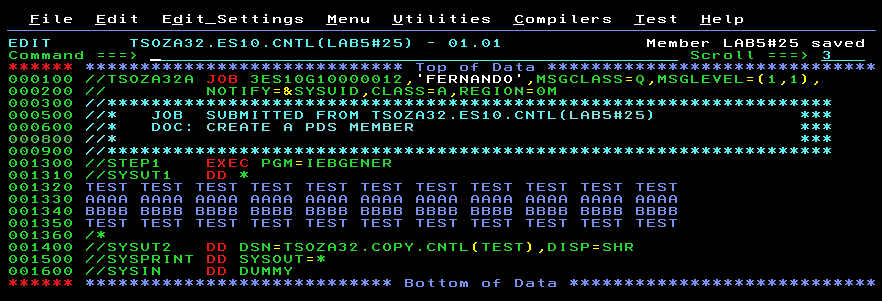 File  Edit  Edit_Settings  Menu  Utilities  Compilers  Test  Help
EDIT       TSOZA32.ES10.CNTL(LAB5#25) - 01.01             Member LAB5#25 saved
Command ===>                                                  Scroll ===> 3
****** **************************** Top of Data ******************************
000100 //TSOZA32A JOB 3ES10G10000012,'FERNANDO',MSGCLASS=Q,MSGLEVEL=(1,1),
000200 //         NOTIFY=&SYSUID,CLASS=A,REGION=0M
000300 //******************************************************************
000500 //*   JOB  SUBMITTED FROM TSOZA32.ES10.CNTL(LAB5#25)             ***
000600 //*   DOC: CREATE A PDS MEMBER                                   ***
000800 //*                                                              ***
000900 //******************************************************************
001300 //STEP1    EXEC PGM=IEBGENER
001310 //SYSUT1   DD *
001320 TEST TEST TEST TEST TEST TEST TEST TEST TEST TEST TEST
001330 AAAA AAAA AAAA AAAA AAAA AAAA AAAA AAAA AAAA AAAA AAAA
001340 BBBB BBBB BBBB BBBB BBBB BBBB BBBB BBBB BBBB BBBB BBBB
001350 TEST TEST TEST TEST TEST TEST TEST TEST TEST TEST TEST
001360 /*
001400 //SYSUT2   DD DSN=TSOZA32.COPY.CNTL(TEST),DISP=SHR
001500 //SYSPRINT DD SYSOUT=*
001600 //SYSIN    DD DUMMY
****** **************************** Bottom of Data ****************************